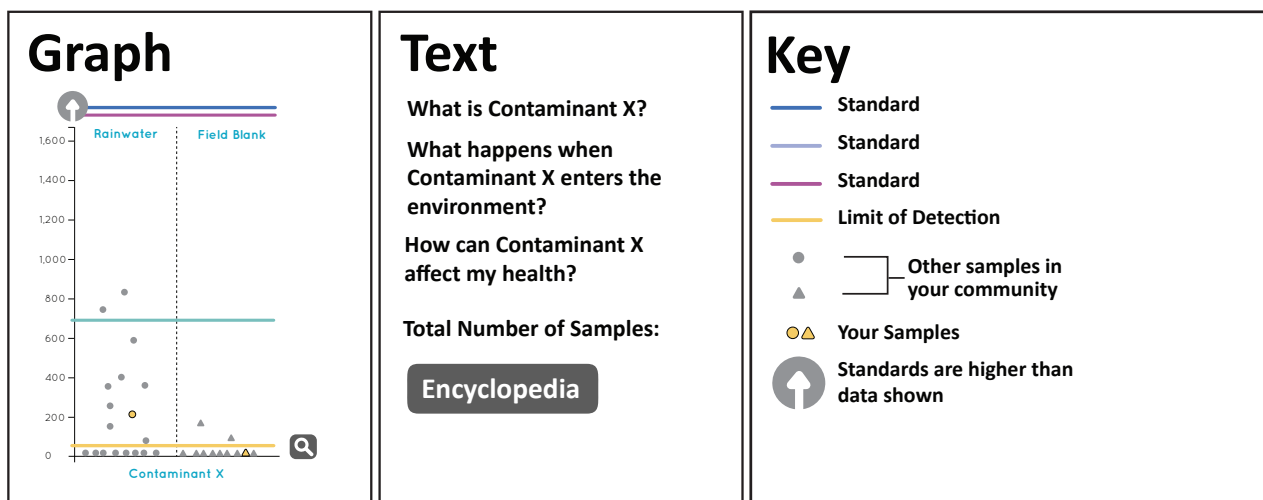 Graph
Rainwater
Field Blank
1,600
1,400
1,200
1,000
800
600
400
200
0
Contaminant X
Text
What is Contaminant X?
What happens when
Contaminant X enters the
environment?
How can Contaminant X
affect my health?
Total Number of Samples:
Encyclopedia
Key
Standard
Standard
Standard
Limit of Detection
Other samples in
your community
Your Samples
Standards are higher than
data shown